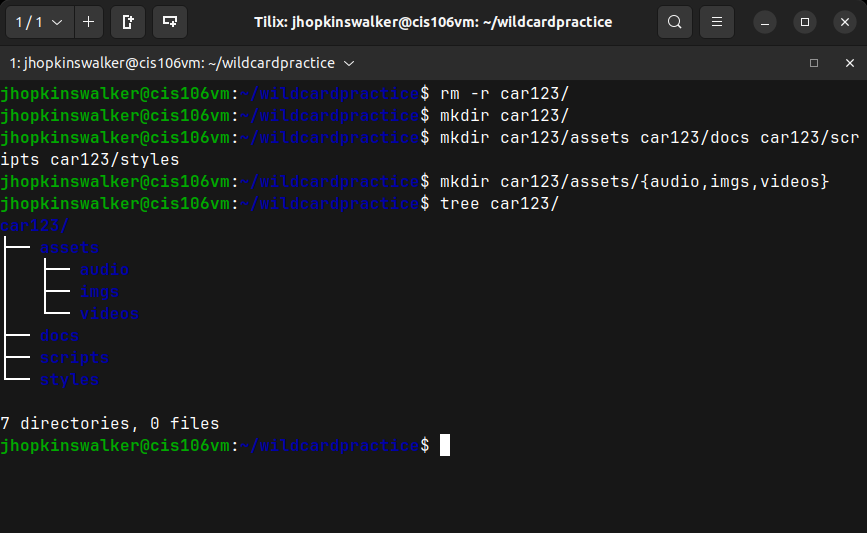 1 / 1
Tilix: jhopkinswalker@cis106vm: ~/wildcardpractice
1: jhopkinswalker@cis106vm: ~/wildcardpractice
jhopkinswalker@cis106vm:~/wildcardpractice$ rm -r car123/
jhopkinswalker@cis106vm:~/wildcardpractice$ mkdir car123/
jhopkinswalker@cis106vm:~/wildcardpractice$ mkdir car123/assets car123/docs car123/scr
ipts car123/styles
jhopkinswalker@cis106vm:~/wildcardpractice$ mkdir car123/assets/{audio,imgs,videos}
jhopkinswalker@cis106vm:~/wildcardpractice$ tree car123/
car123/
├── assets
│   ├── audio
│   ├── imgs
│   └── videos
├── docs
├── scripts
└── styles
7 directories, 0 files
jhopkinswalker@cis106vm:~/wildcardpractice$